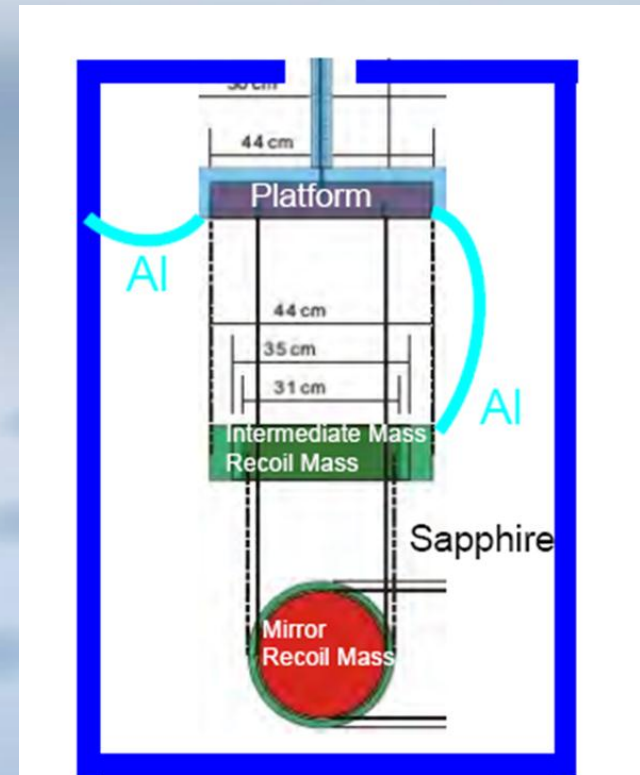 44 cm
Platform
Al
44 cm
35 cm
31 cm
Al
Intermediate Mass
Recoil Mass
Sapphire
Mirror
Recoil Mass